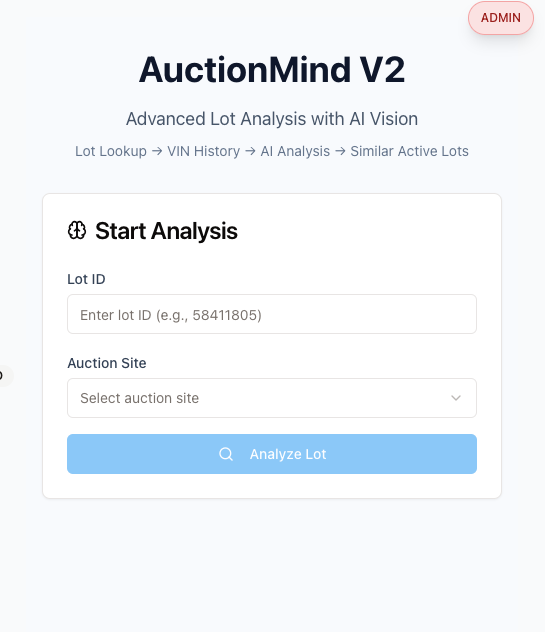 ADMIN
AuctionMind V2
Advanced Lot Analysis with AI Vision
Lot Lookup → VIN History → AI Analysis → Similar Active Lots
Start Analysis
Lot ID
Enter lot ID (e.g., 58411805)
Auction Site
Select auction site
Analyze Lot